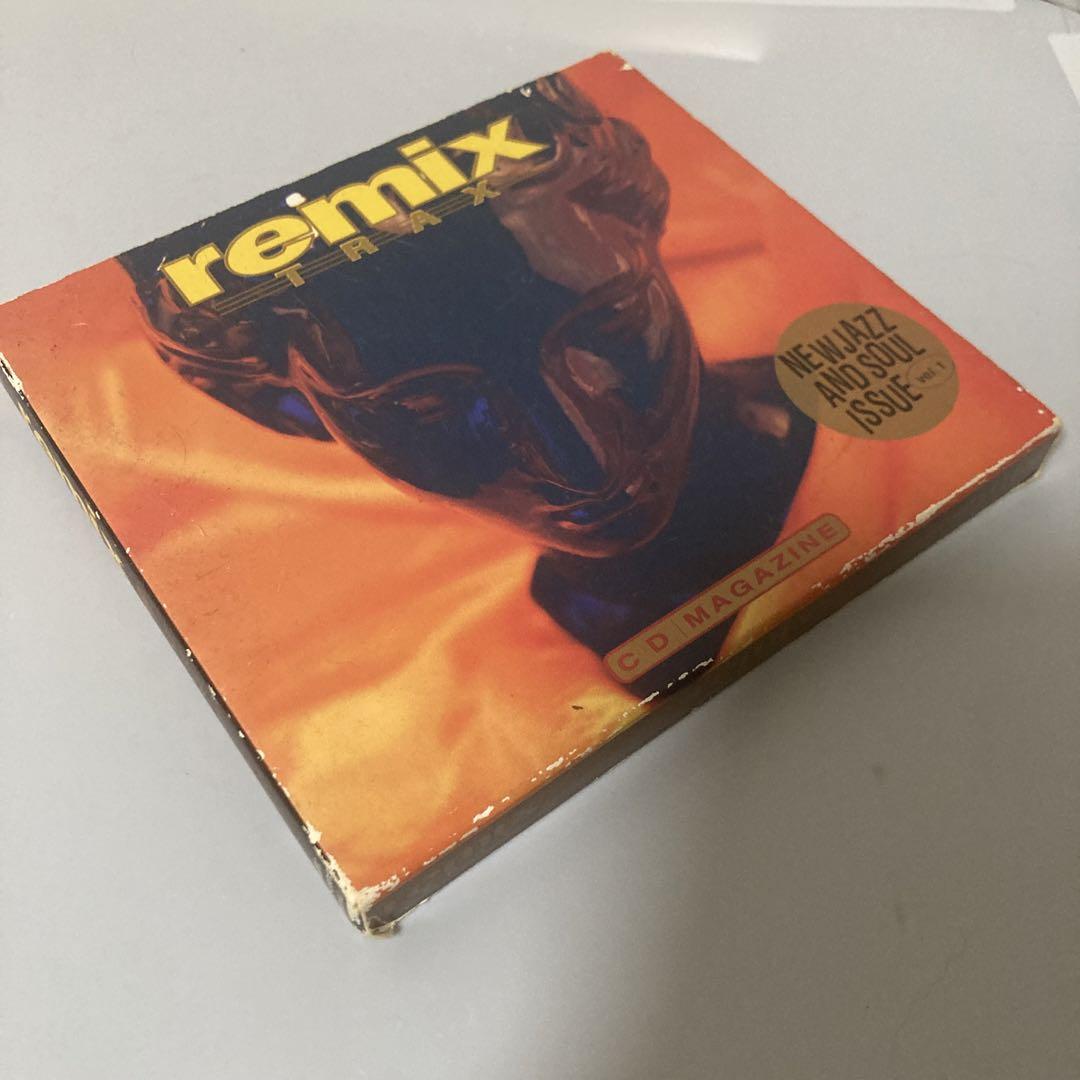 remix
TRAX
NEW JAZZ
AND SOUL
ISSUE vol. 1
CD MAGAZINE